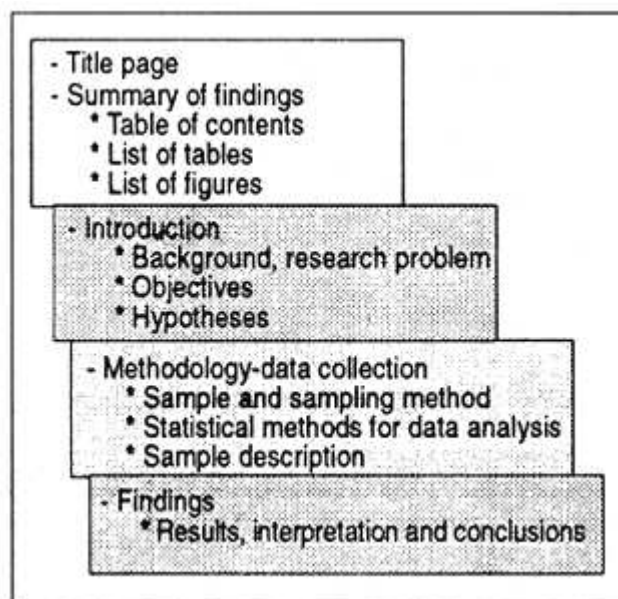 - Title page
- Summary of findings
* Table of contents
* List of tables
* List of figures
- Introduction
* Background, research problem
* Objectives
* Hypotheses
- Methodology-data collection
* Sample and sampling method
* Statistical methods for data analysis
* Sample description
- Findings
* Results, interpretation and conclusions